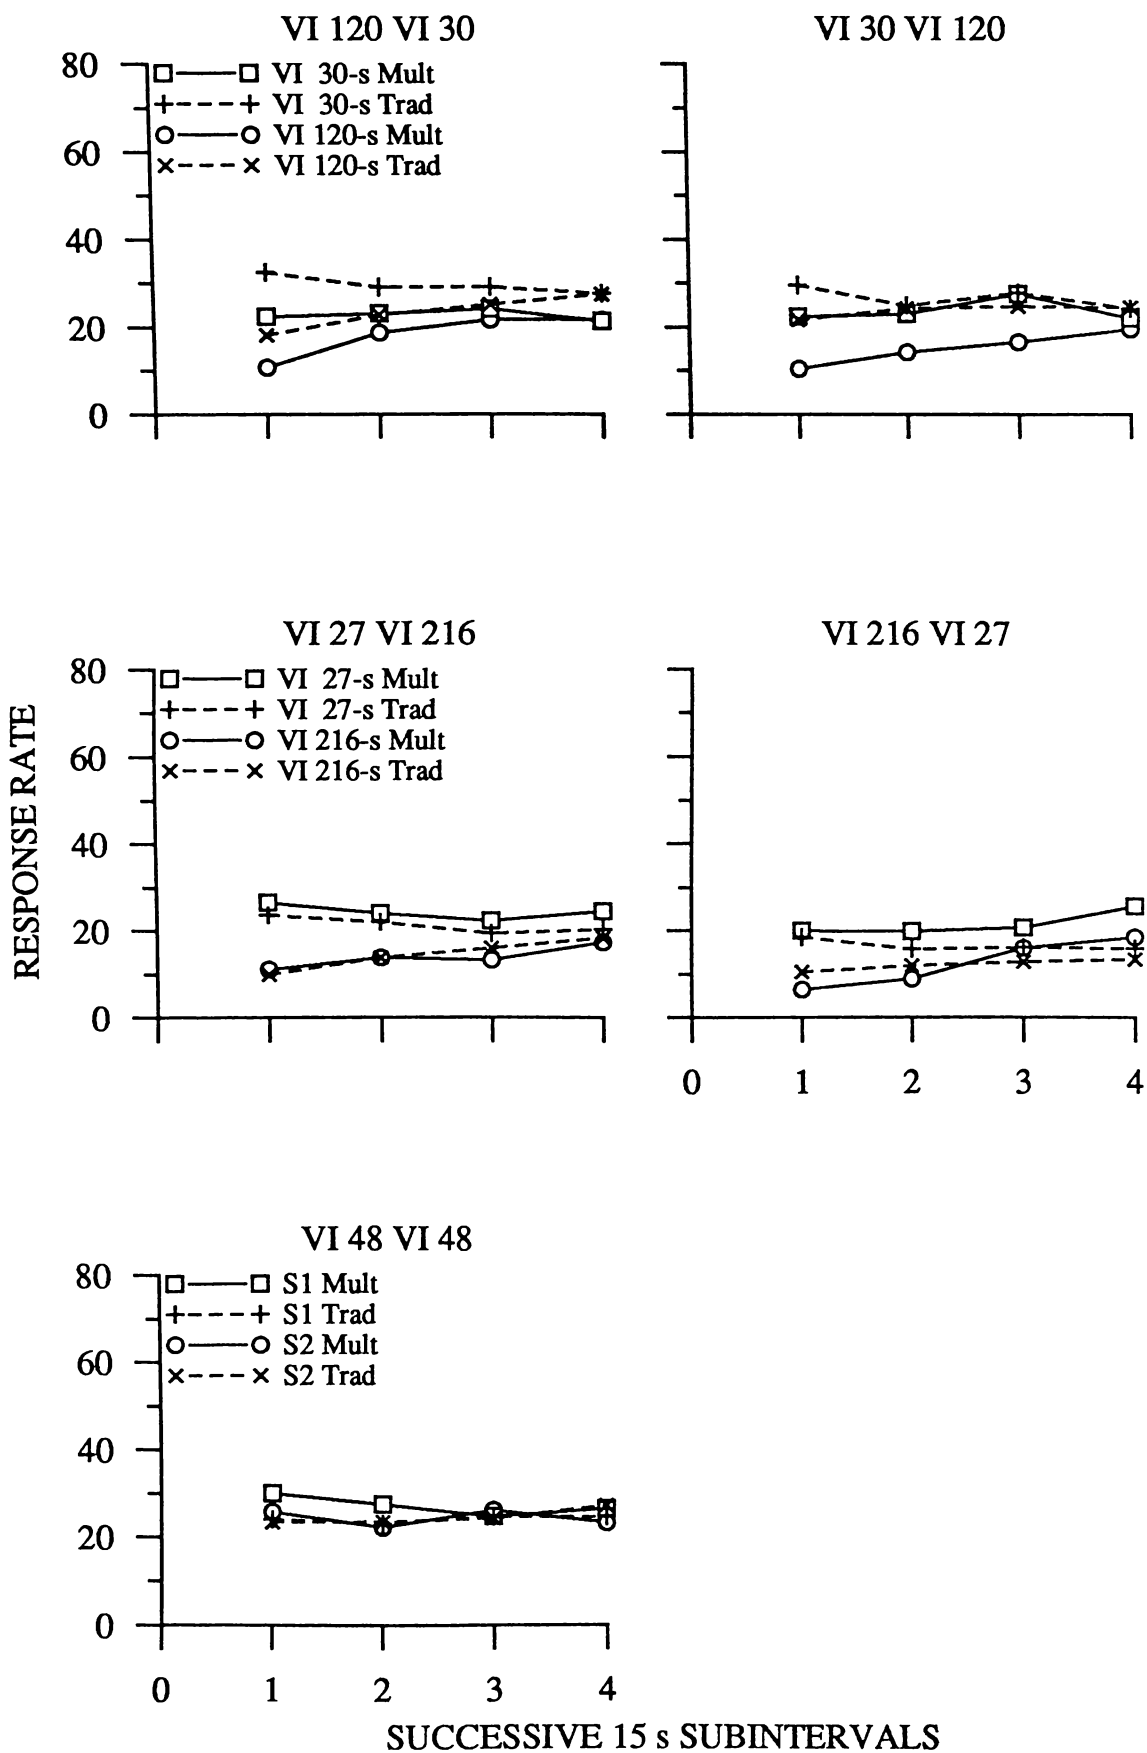 VI 120 VI 30
VI 30 VI 120
80
60
40
20
0
VI 30-s Mult
VI 30-s Trad
VI 120-s Mult
VI 120-s Trad
VI 27 VI 216
VI 216 VI 27
80
60
40
20
0
VI 27-s Mult
VI 27-s Trad
VI 216-s Mult
VI 216-s Trad
0 1 2 3 4
RESPONSE RATE
VI 48 VI 48
80
60
40
20
0
S1 Mult
S1 Trad
S2 Mult
S2 Trad
0 1 2 3 4
SUCCESSIVE 15 s SUBINTERVALS